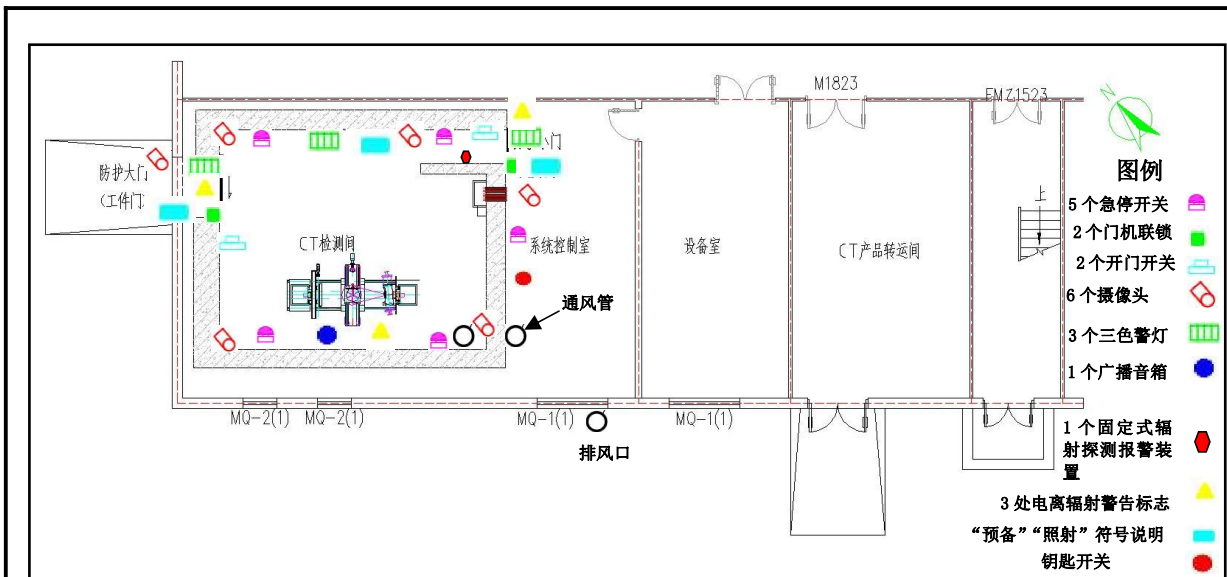 M1823
FMZ1523
N
图例
防护大门
(工件门)
小门
上
5个急停开关
2个门机联锁
2个开门开关
6个摄像头
3个三色警灯
1个广播音箱
1个固定式辐
射探测报警装
置
3处电离辐射警告标志
“预备”“照射”符号说明
钥匙开关
CT检测间
系统控制室
设备室
CT产品转运间
通风管
MQ-2(1)
MQ-2(1)
MQ-1(1)
MQ-1(1)
排风口